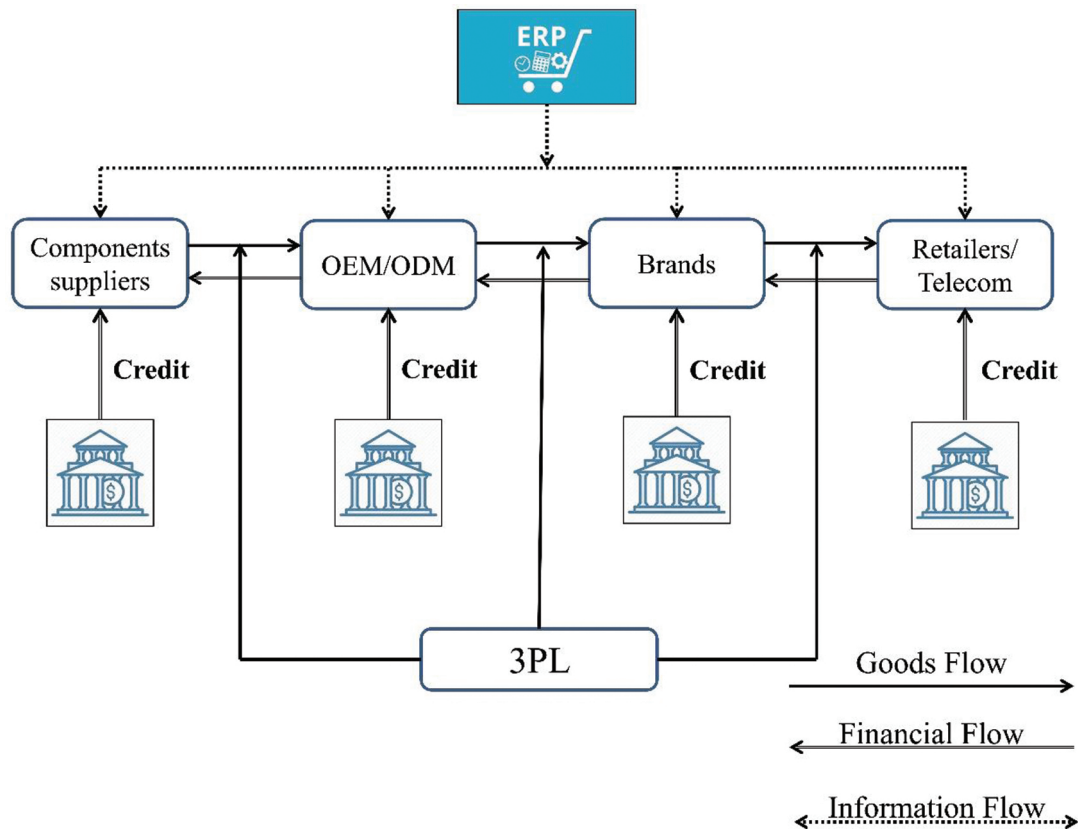 ERP
Components
suppliers
OEM/ODM
Brands
Retailers/
Telecom
Credit
Credit
Credit
Credit
$
$
$
$
3PL
Goods Flow
Financial Flow
Information Flow